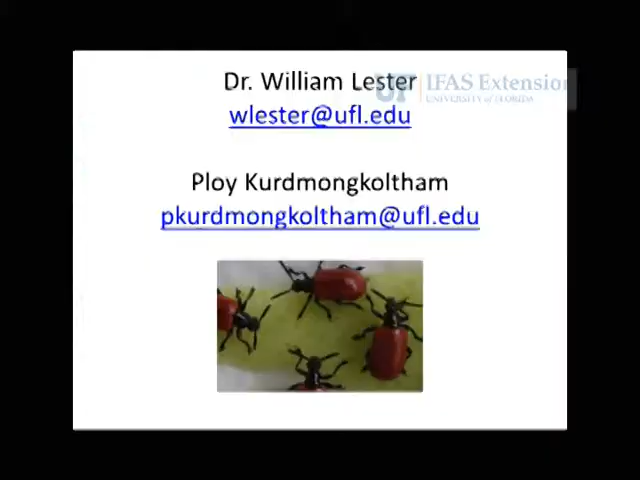 Dr. William Lester
UF IFAS Extension
UNIVERSITY of FLORIDA
wlester@ufl.edu
Ploy Kurdmongkoltham
pkurdmongkoltham@ufl.edu